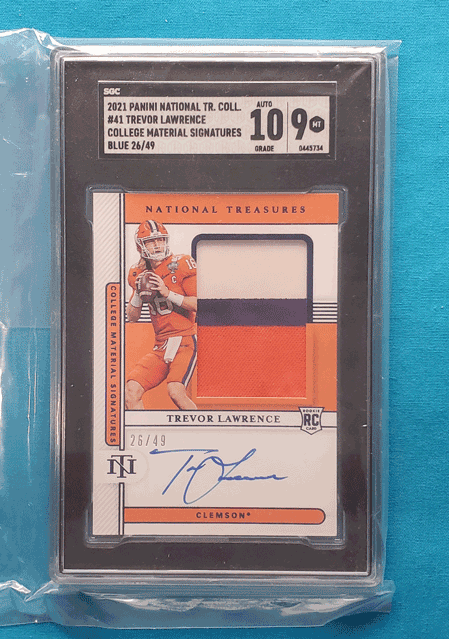 SGC
2021 PANINI NATIONAL TR. COLL.
#41 TREVOR LAWRENCE
COLLEGE MATERIAL SIGNATURES
BLUE 26/49
AUTO
10
GRADE
9
MT
0445734
NATIONAL TREASURES
16
COLLEGE MATERIAL SIGNATURES
TREVOR LAWRENCE
ROOKIE
RC
CARD
26/49
NT
CLEMSON®